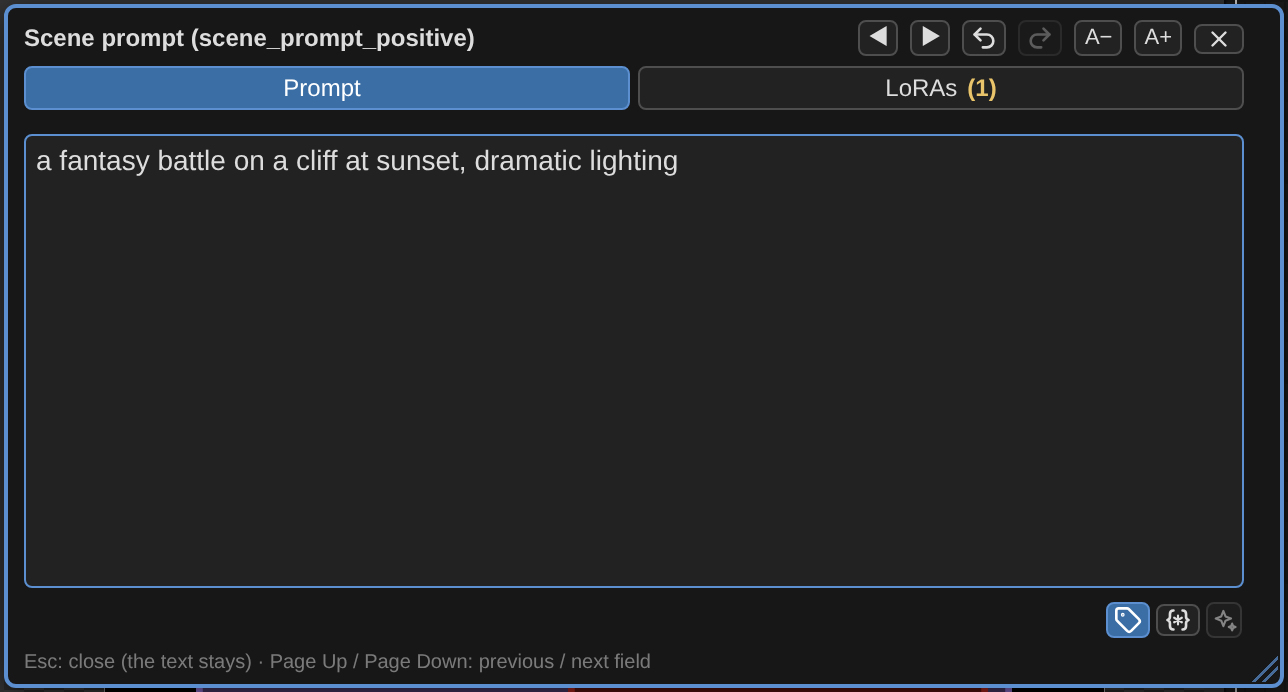 Scene prompt (scene_prompt_positive)
A− A+
Prompt
LoRAs (1)
a fantasy battle on a cliff at sunset, dramatic lighting
{*}
Esc: close (the text stays) · Page Up / Page Down: previous / next field